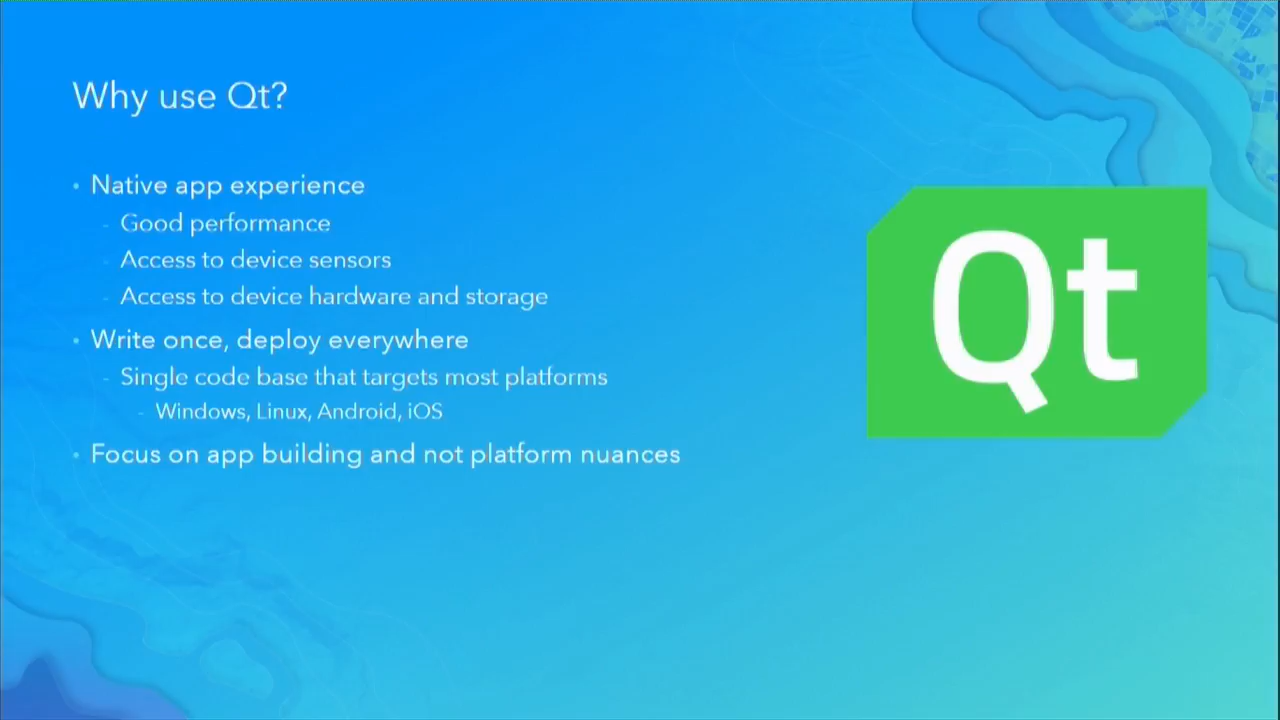 Why use Qt?
• Native app experience
- Good performance
- Access to device sensors
- Access to device hardware and storage
• Write once, deploy everywhere
- Single code base that targets most platforms
- Windows, Linux, Android, iOS
• Focus on app building and not platform nuances
Qt